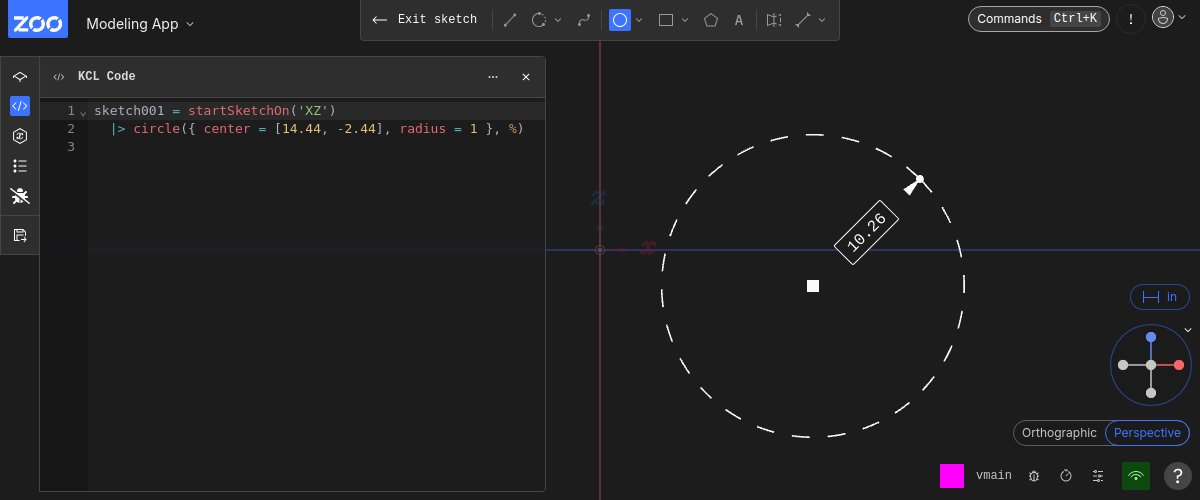 ZOO Modeling App
Exit sketch
A
Commands Ctrl+K
!
KCL Code
1 sketch001 = startSketchOn('XZ')
2 |> circle({ center = [14.44, -2.44], radius = 1 }, %)
3
z
x
10.26
in
Orthographic Perspective
vmain
?